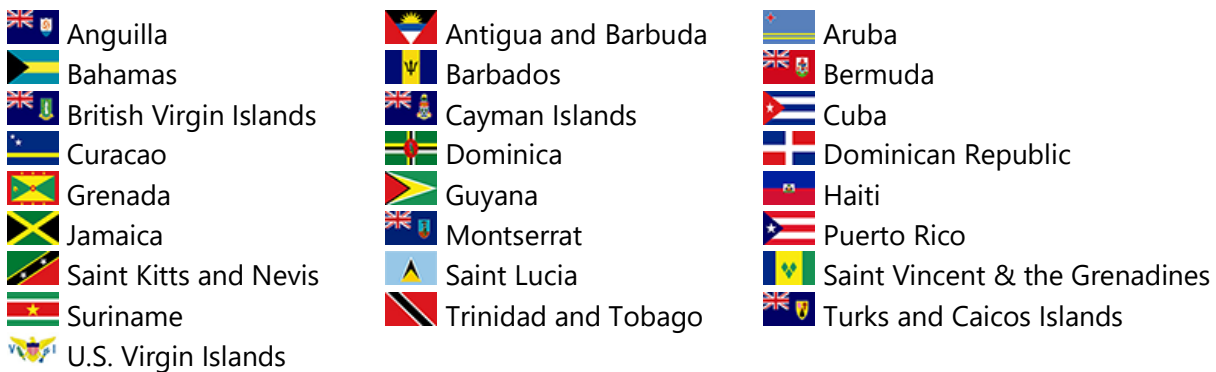 Anguilla Antigua and Barbuda Aruba
Bahamas Barbados Bermuda
British Virgin Islands Cayman Islands Cuba
Curacao Dominica Dominican Republic
Grenada Guyana Haiti
Jamaica Montserrat Puerto Rico
Saint Kitts and Nevis Saint Lucia Saint Vincent & the Grenadines
Suriname Trinidad and Tobago Turks and Caicos Islands
V I U.S. Virgin Islands